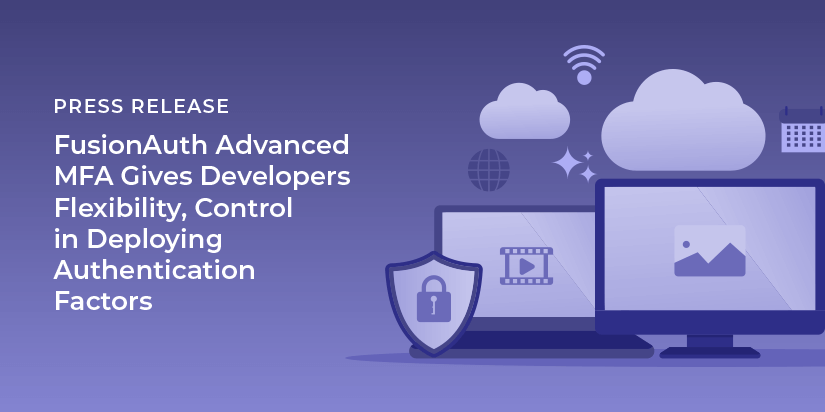 PRESS RELEASE
FusionAuth Advanced
MFA Gives Developers
Flexibility, Control
in Deploying
Authentication
Factors